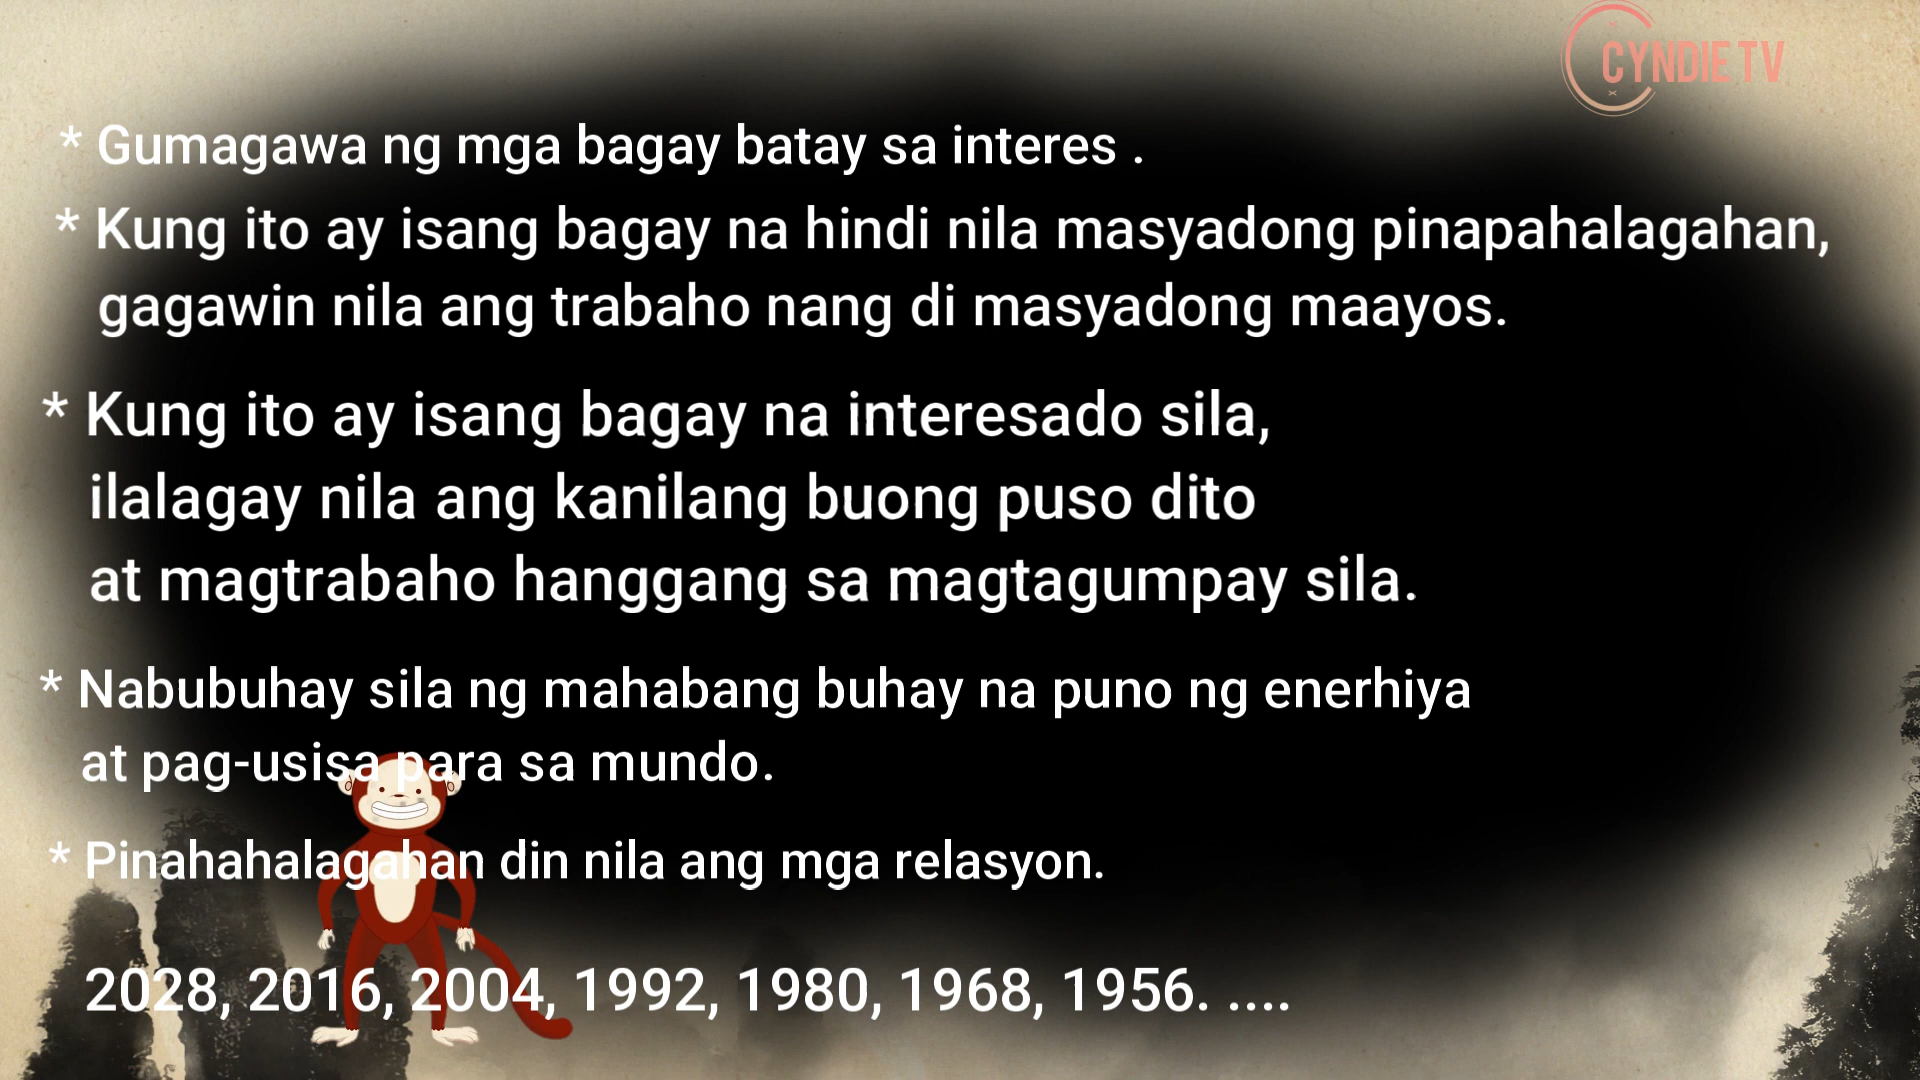 CYNDIE TV
* Gumagawa ng mga bagay batay sa interes .
* Kung ito ay isang bagay na hindi nila masyadong pinapahalagahan,
gagawin nila ang trabaho nang di masyadong maayos.
* Kung ito ay isang bagay na interesado sila,
ilalagay nila ang kanilang buong puso dito
at magtrabaho hanggang sa magtagumpay sila.
* Nabubuhay sila ng mahabang buhay na puno ng enerhiya
at pag-usisa para sa mundo.
* Pinahahalagahan din nila ang mga relasyon.
2028, 2016, 2004, 1992, 1980, 1968, 1956. ....